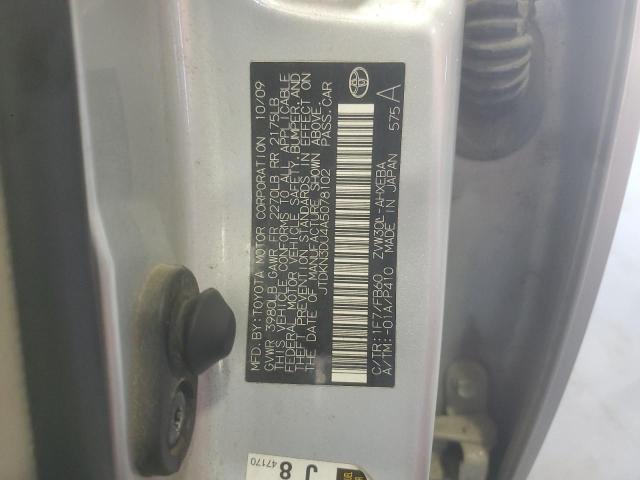 MFD. BY: TOYOTA MOTOR CORPORATION 10/09
GVWR 3980LB GAWR FR 2270LB RR 2175LB
THIS VEHICLE CONFORMS TO ALL APPLICABLE
FEDERAL MOTOR VEHICLE SAFETY, BUMPER, AND
THEFT PREVENTION STANDARDS IN EFFECT ON
THE DATE OF MANUFACTURE SHOWN ABOVE.
JTDKN3DU4A5078102 PASS.CAR
C/TR: 1F7/FB60 ZVW30L-AHXEBA
A/TM: -01A/P410 MADE IN JAPAN
575 A
J8
47170